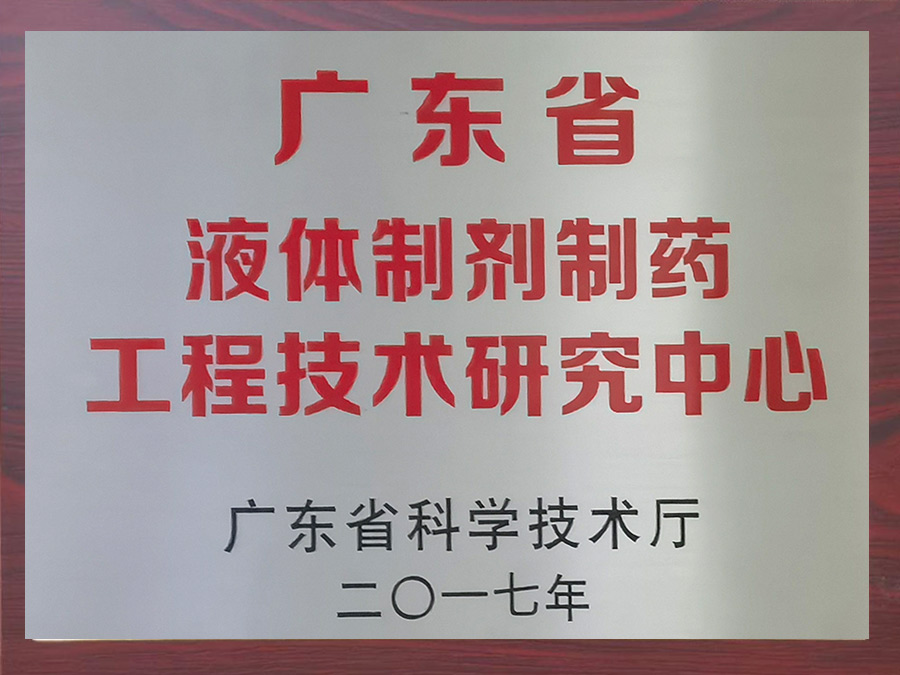 广东省
液体制剂制药
工程技术研究中心
广东省科学技术厅
二〇一七年